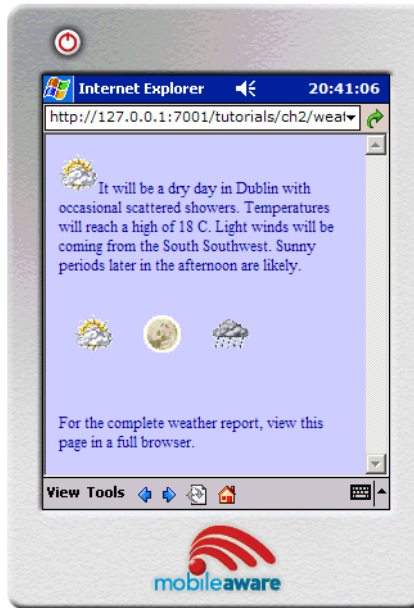 Internet Explorer 20:41:06
http://127.0.0.1:7001/tutorials/ch2/weat
It will be a dry day in Dublin with
occasional scattered showers. Temperatures
will reach a high of 18 C. Light winds will be
coming from the South Southwest. Sunny
periods later in the afternoon are likely.
For the complete weather report, view this
page in a full browser.
View Tools
mobileaware